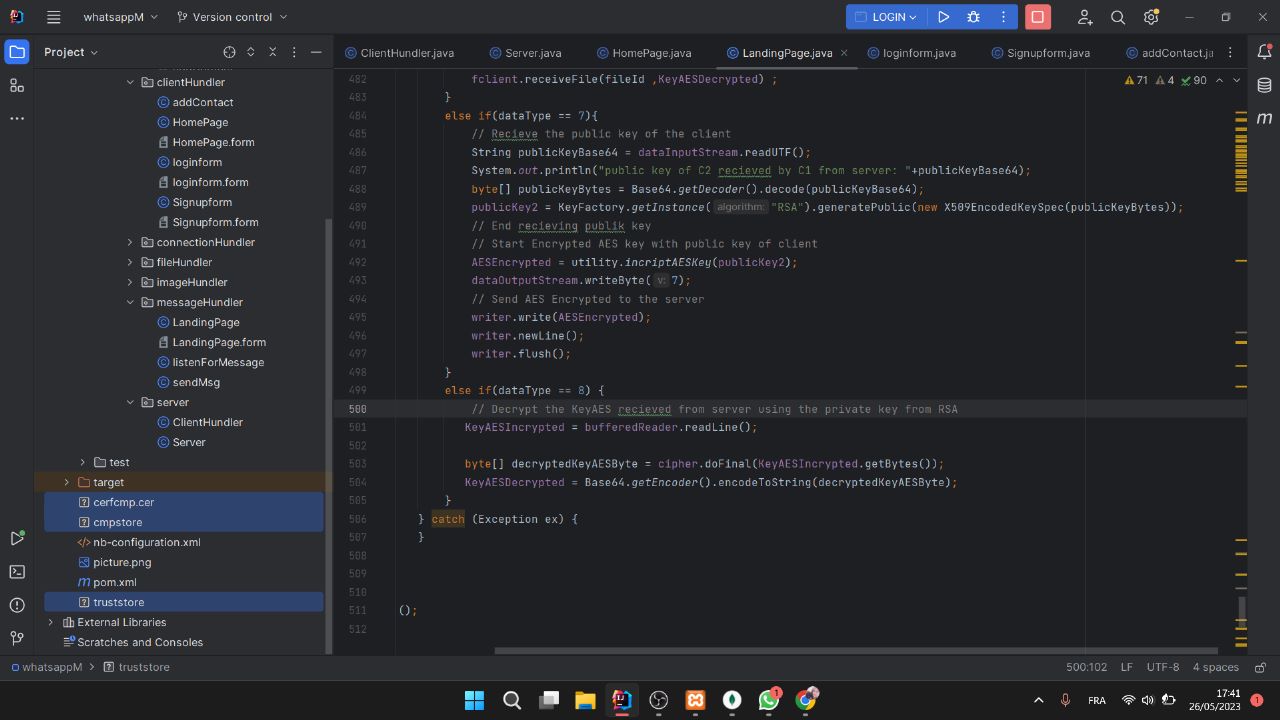 whatsappM
Version control
LOGIN
Project
ClientHundler.java
Server.java
HomePage.java
LandingPage.java
loginform.java
Signupform.java
addContact.ja
clientHundler
addContact
HomePage
HomePage.form
loginform
loginform.form
Signupform
Signupform.form
connectionHundler
fileHundler
imageHundler
messageHundler
LandingPage
LandingPage.form
listenForMessage
sendMsg
server
ClientHundler
Server
test
target
cerfcmp.cer
cmpstore
nb-configuration.xml
picture.png
pom.xml
truststore
External Libraries
Scratches and Consoles
71 4 90
482 fclient.receiveFile(fileId ,KeyAESDecrypted) ;
483 }
484 else if(dataType == 7){
485 // Recieve the public key of the client
486 String publicKeyBase64 = dataInputStream.readUTF();
487 System.out.println("public key of C2 recieved by from server: "+publicKeyBase64);
488 byte[] publicKeyBytes = Base64.getDecoder().decode(publicKeyBase64);
489 publicKey2 = KeyFactory.getInstance( algorithm: "RSA").generatePublic(new X509EncodedKeySpec(publicKeyBytes));
490 // End recieving publik key
491 // Start Encrypted AES key with public key of client
492 AESEncrypted = utility.incriptAESKey(publicKey2);
493 dataOutputStream.writeByte( v: 7);
494 // Send AES Encrypted to the server
495 writer.write(AESEncrypted);
496 writer.newLine();
497 writer.flush();
498 }
499 else if(dataType == 8) {
500 // Decrypt the KeyAES recieved from server using the private key from RSA
501 KeyAESIncrypted = bufferedReader.readLine();
502
503 byte[] decryptedKeyAESByte = cipher.doFinal(KeyAESIncrypted.getBytes());
504 KeyAESDecrypted = Base64.getEncoder().encodeToString(decryptedKeyAESByte);
505 }
506 } catch (Exception ex) {
507 }
508
509
510
511 ();
512
whatsappM > truststore
500:102 LF UTF-8 4 spaces
1
FRA
17:41
26/05/2023
1